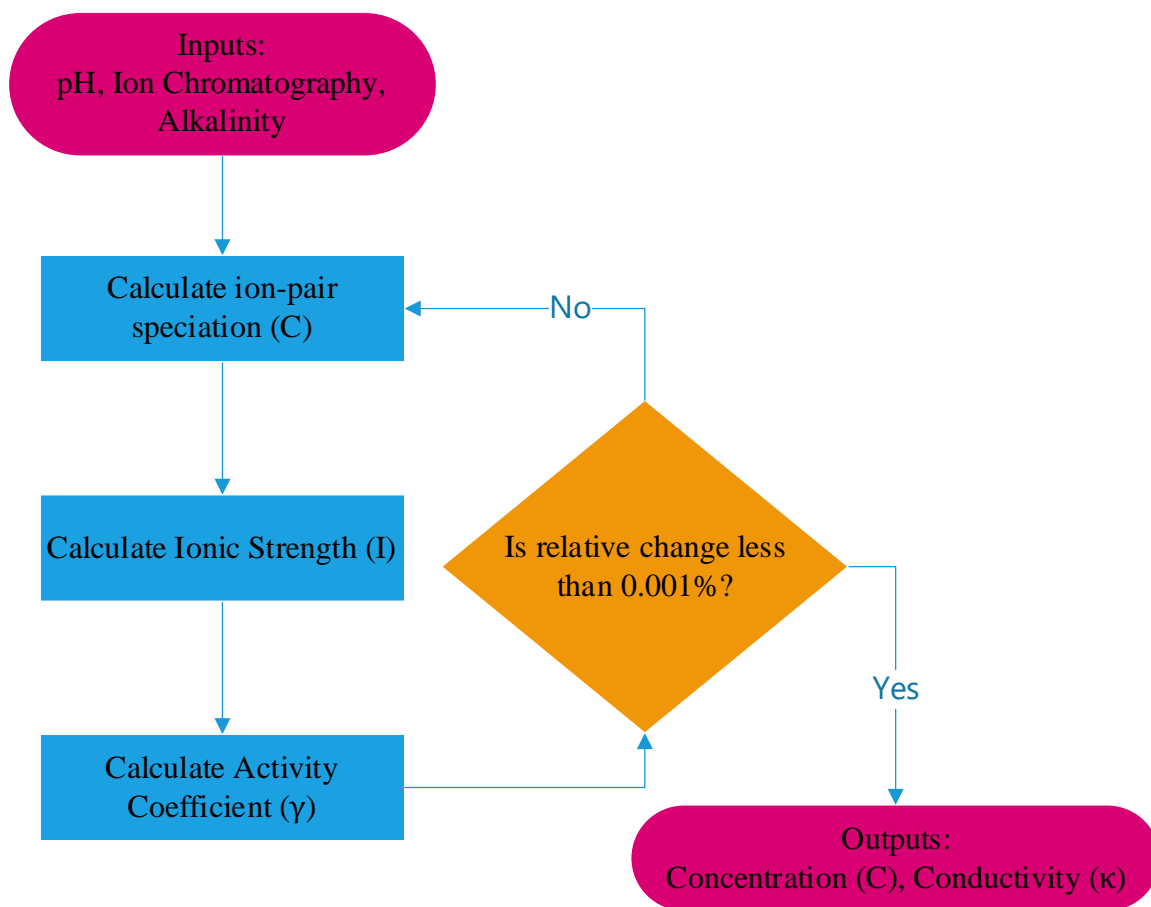 Inputs:
pH, Ion Chromatography,
Alkalinity
Calculate ion-pair
speciation (C)
No
Calculate Ionic Strength (I)
Is relative change less
than 0.001%?
Yes
Calculate Activity
Coefficient (γ)
Outputs:
Concentration (C), Conductivity (κ)